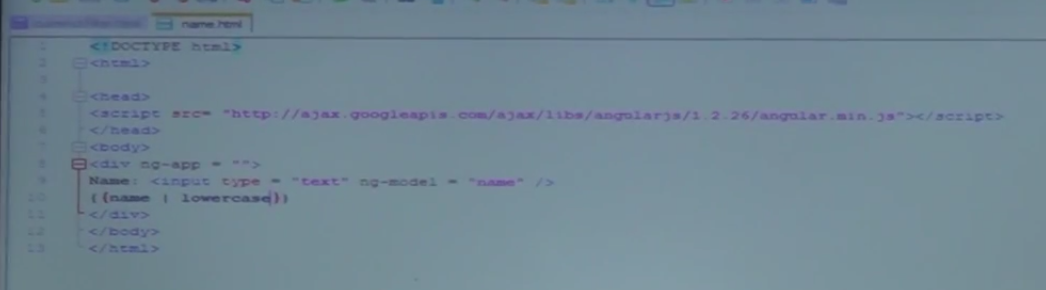 name.html
1 <!DOCTYPE html>
2 <html>
3
4 <head>
5 <script src= "http://ajax.googleapis.com/ajax/libs/angularjs/1.2.26/angular.min.js"></script>
6 </head>
7 <body>
8 <div ng-app = "">
9 Name: <input type = "text" ng-model = "name" />
10 {{name | lowercase}}
11 </div>
12 </body>
13 </html>